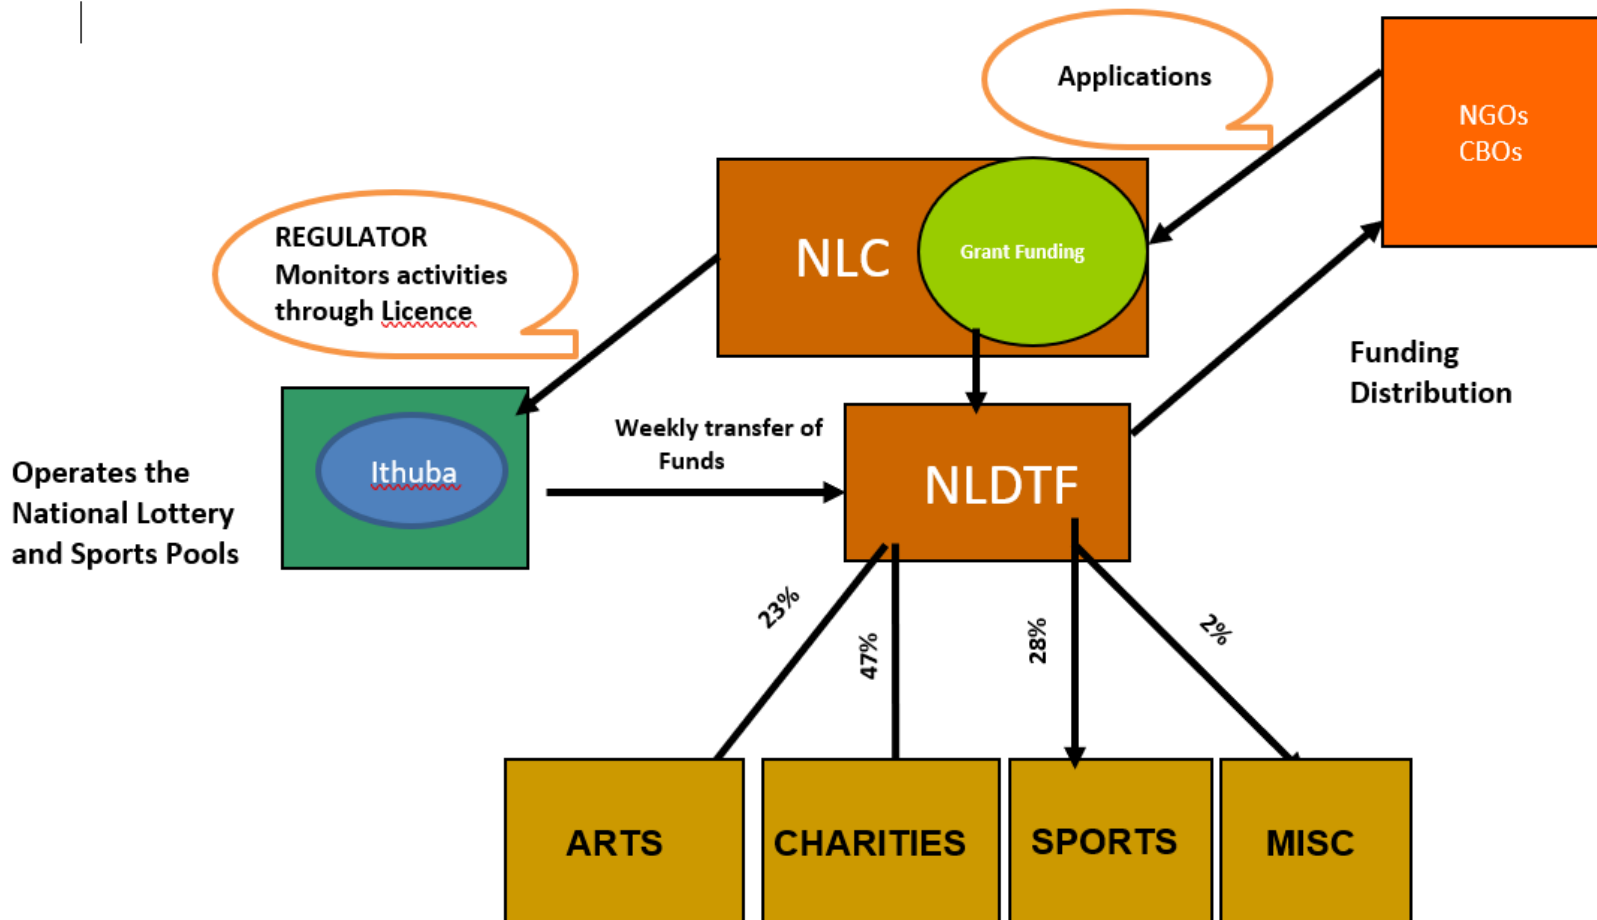 Applications
NGOs
CBOs
REGULATOR
Monitors activities
through Licence
NLC
Grant Funding
Funding
Distribution
Weekly transfer of
Funds
Ithuba
NLDTF
Operates the
National Lottery
and Sports Pools
23%
47%
28%
2%
ARTS
CHARITIES
SPORTS
MISC